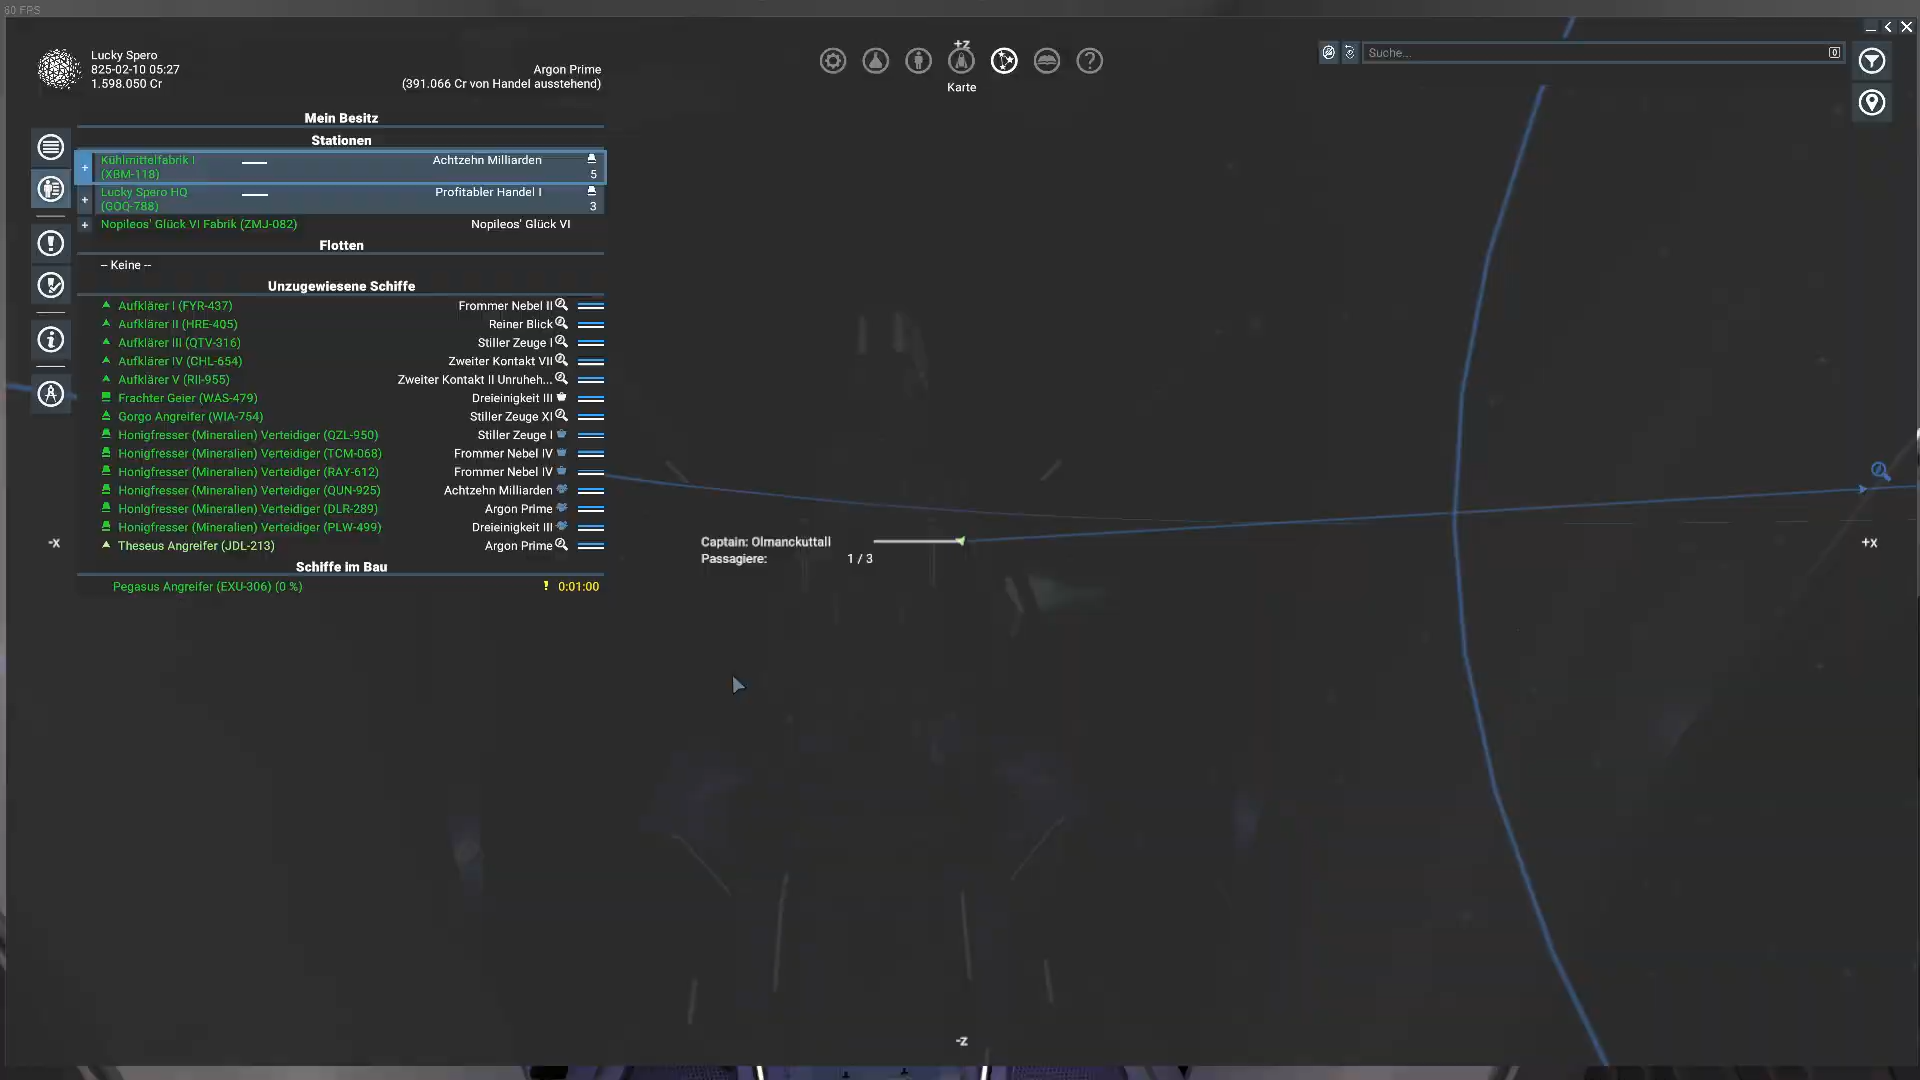 60 FPS
Lucky Spero
825-02-10 05:27
1.598.050 Cr
Argon Prime
(391.066 Cr von Handel ausstehend)
+Z
Karte
Suche...
0
Mein Besitz
Stationen
+ Kühlmittelfabrik I Achtzehn Milliarden
(XBM-118) 5
+ Lucky Spero HQ Profitabler Handel I
(GOQ-788) 3
+ Nopileos' Glück VI Fabrik (ZMJ-082) Nopileos' Glück VI
Flotten
-- Keine --
Unzugewiesene Schiffe
Aufklärer I (FYR-437) Frommer Nebel II
Aufklärer II (HRE-405) Reiner Blick
Aufklärer III (QTV-316) Stiller Zeuge I
Aufklärer IV (CHL-654) Zweiter Kontakt VII
Aufklärer V (RII-955) Zweiter Kontakt II Unruheh...
Frachter Geier (WAS-479) Dreieinigkeit III
Gorgo Angreifer (WIA-754) Stiller Zeuge XI
Honigfresser (Mineralien) Verteidiger (QZL-950) Stiller Zeuge I
Honigfresser (Mineralien) Verteidiger (TCM-068) Frommer Nebel IV
Honigfresser (Mineralien) Verteidiger (RAY-612) Frommer Nebel IV
Honigfresser (Mineralien) Verteidiger (QUN-925) Achtzehn Milliarden
Honigfresser (Mineralien) Verteidiger (DLR-289) Argon Prime
Honigfresser (Mineralien) Verteidiger (PLW-499) Dreieinigkeit III
Theseus Angreifer (JDL-213) Argon Prime
Schiffe im Bau
Pegasus Angreifer (EXU-306) (0 %) ! 0:01:00
-X
Captain: Olmanckuttall
Passagiere: 1 / 3
+X
-Z